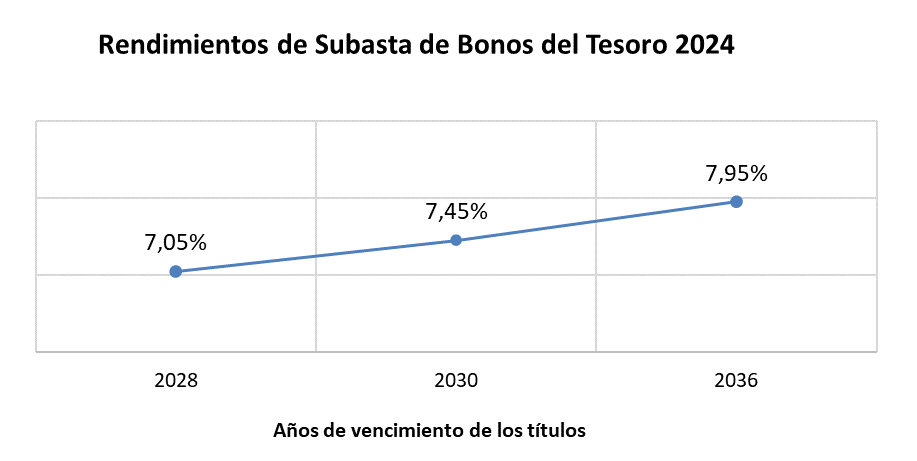 Rendimientos de Subasta de Bonos del Tesoro 2024
7,95%
7,45%
7,05%
2028 2030 2036
Años de vencimiento de los títulos